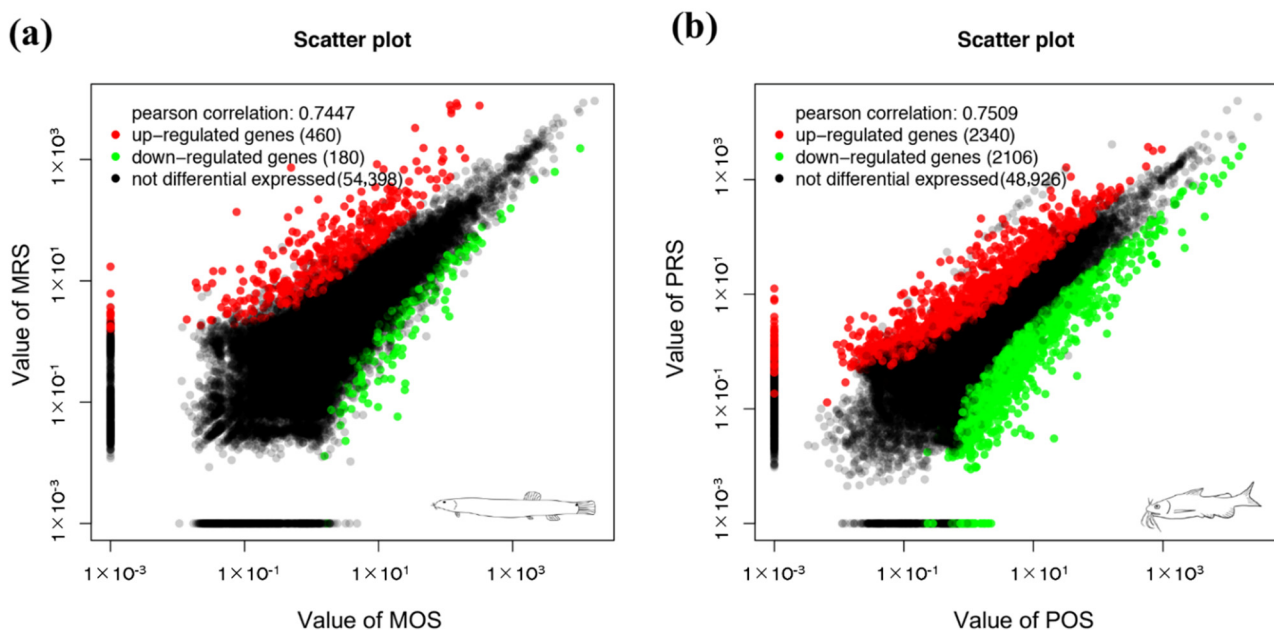 (a)
Scatter plot
pearson correlation: 0.7447
up-regulated genes (460)
down-regulated genes (180)
not differential expressed(54,398)
Value of MRS
1×10³
1×10¹
1×10⁻¹
1×10⁻³
1×10⁻³ 1×10⁻¹ 1×10¹ 1×10³
Value of MOS
(b)
Scatter plot
pearson correlation: 0.7509
up-regulated genes (2340)
down-regulated genes (2106)
not differential expressed(48,926)
Value of PRS
1×10³
1×10¹
1×10⁻¹
1×10⁻³
1×10⁻³ 1×10⁻¹ 1×10¹ 1×10³
Value of POS